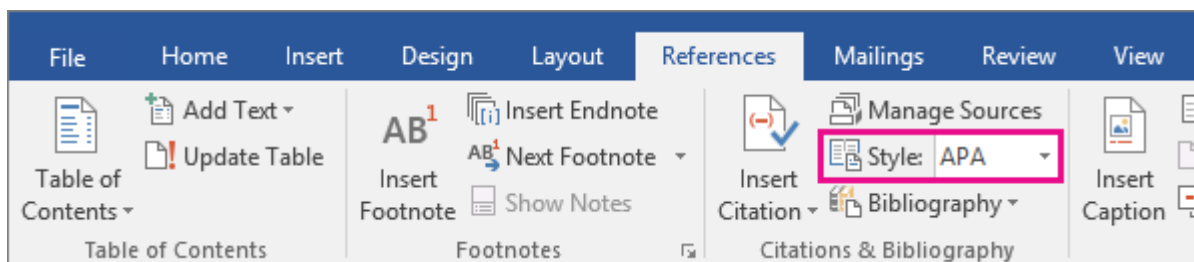 File Home Insert Design Layout References Mailings Review View
Table of
Contents
Add Text
Update Table
Table of Contents
AB1
Insert
Footnote
Insert Endnote
AB1 Next Footnote
Show Notes
Footnotes
Insert
Citation
Manage Sources
Style: APA
Bibliography
Citations & Bibliography
Insert
Caption